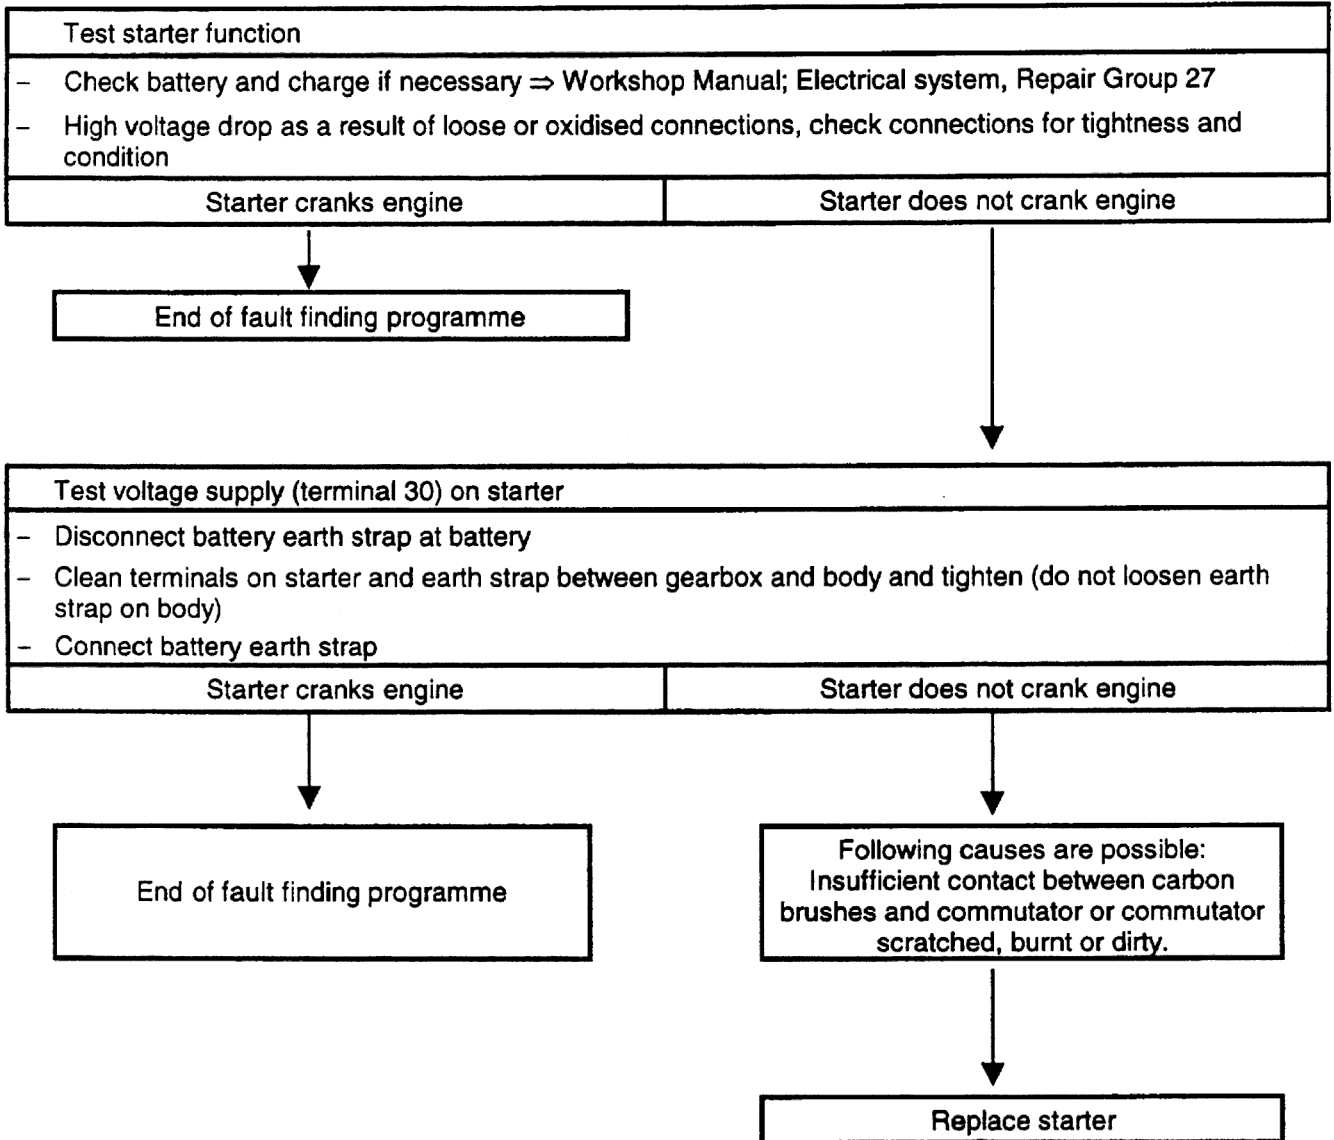 Test starter function
– Check battery and charge if necessary ⇒ Workshop Manual; Electrical system, Repair Group 27
– High voltage drop as a result of loose or oxidised connections, check connections for tightness and
condition
Starter cranks engine
Starter does not crank engine
End of fault finding programme
Test voltage supply (terminal 30) on starter
– Disconnect battery earth strap at battery
– Clean terminals on starter and earth strap between gearbox and body and tighten (do not loosen earth
strap on body)
– Connect battery earth strap
Starter cranks engine
Starter does not crank engine
End of fault finding programme
Following causes are possible:
Insufficient contact between carbon
brushes and commutator or commutator
scratched, burnt or dirty.
Replace starter